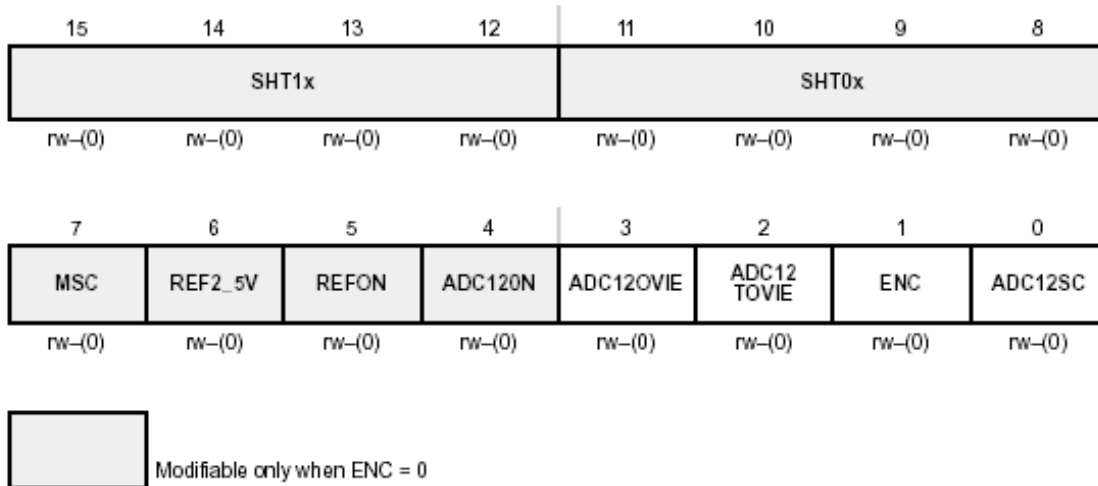 15 14 13 12 11 10 9 8
SHT1x SHT0x
rw–(0) rw–(0) rw–(0) rw–(0) rw–(0) rw–(0) rw–(0) rw–(0)
7 6 5 4 3 2 1 0
MSC REF2_5V REFON ADC120N ADC12OVIE ADC12 TOVIE ENC ADC12SC
rw–(0) rw–(0) rw–(0) rw–(0) rw–(0) rw–(0) rw–(0) rw–(0)
Modifiable only when ENC = 0